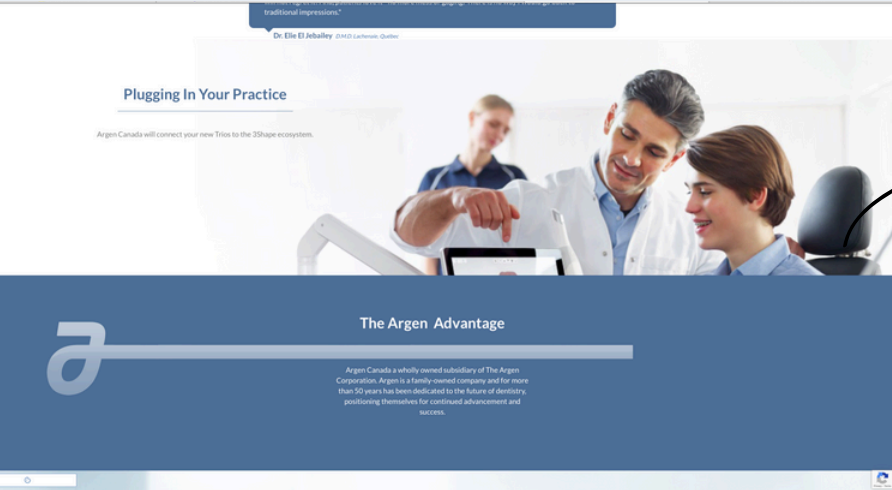 traditional impressions."
Dr. Elie El Jeballey D.M.D. Lachenaie, Québec
Plugging In Your Practice
Argen Canada will connect your new Trios to the 3Shape ecosystem.
The Argen Advantage
Argen Canada a wholly owned subsidiary of The Argen
Corporation. Argen is a family-owned company and for more
than 50 years has been dedicated to the future of dentistry,
positioning themselves for continued advancement and
success.